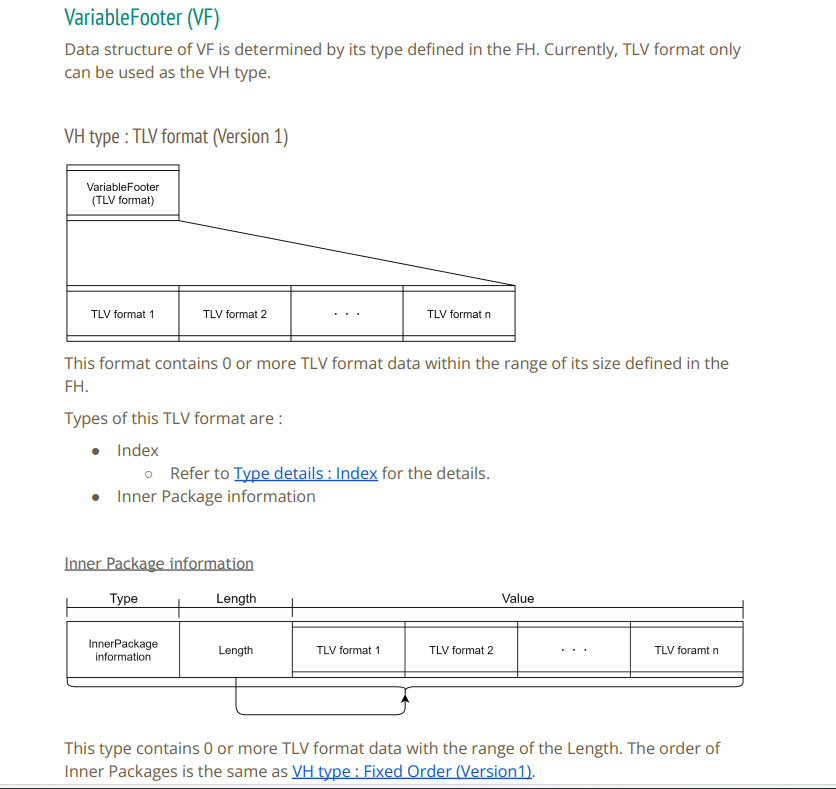 VariableFooter (VF)
Data structure of VF is determined by its type defined in the FH. Currently, TLV format only
can be used as the VH type.
VH type : TLV format (Version 1)
VariableFooter
(TLV format)
TLV format 1
TLV format 2
· · ·
TLV format n
This format contains 0 or more TLV format data within the range of its size defined in the
FH.
Types of this TLV format are :
● Index
○ Refer to Type details : Index for the details.
● Inner Package information
Inner Package information
Type
Length
Value
InnerPackage
information
Length
TLV format 1
TLV format 2
· · ·
TLV foramt n
This type contains 0 or more TLV format data with the range of the Length. The order of
Inner Packages is the same as VH type : Fixed Order (Version1).